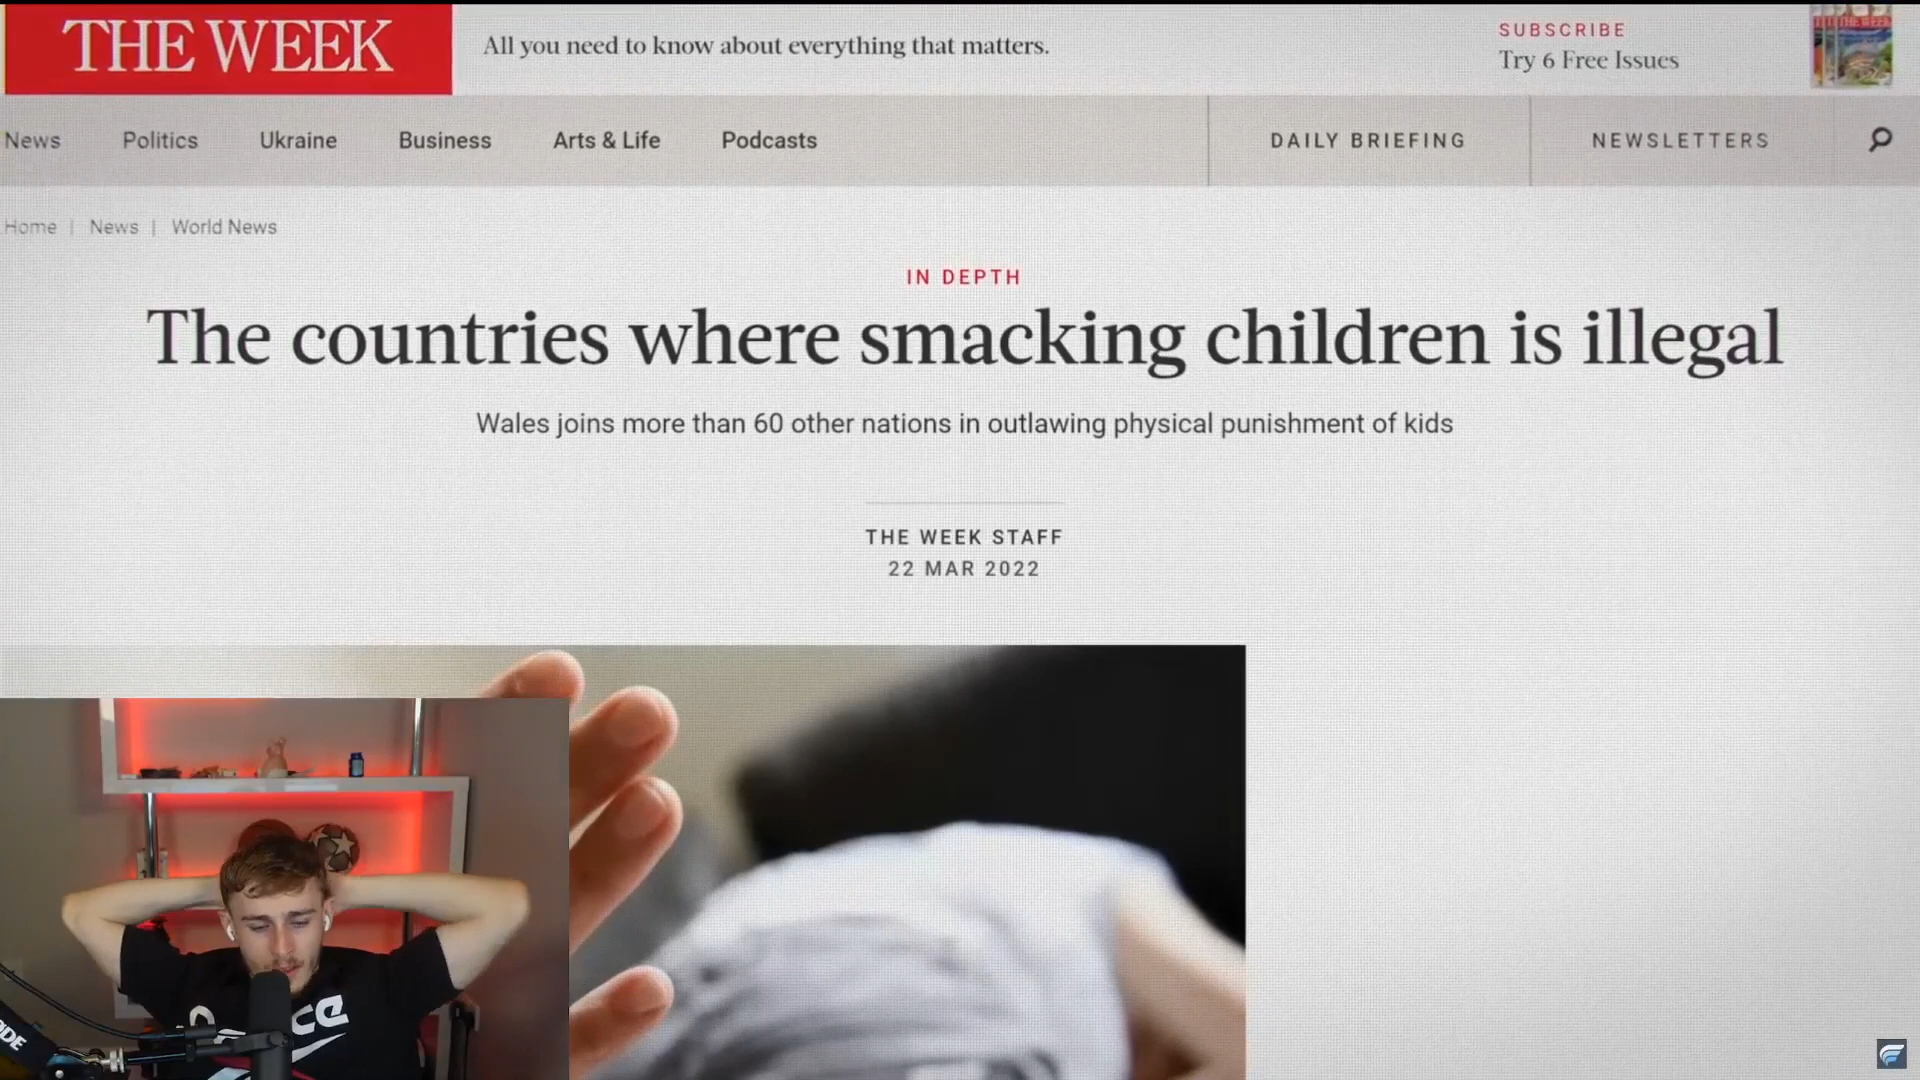 THE WEEK
All you need to know about everything that matters.
SUBSCRIBE
Try 6 Free Issues
News
Politics
Ukraine
Business
Arts & Life
Podcasts
DAILY BRIEFING
NEWSLETTERS
Home | News | World News
IN DEPTH
The countries where smacking children is illegal
Wales joins more than 60 other nations in outlawing physical punishment of kids
THE WEEK STAFF
22 MAR 2022